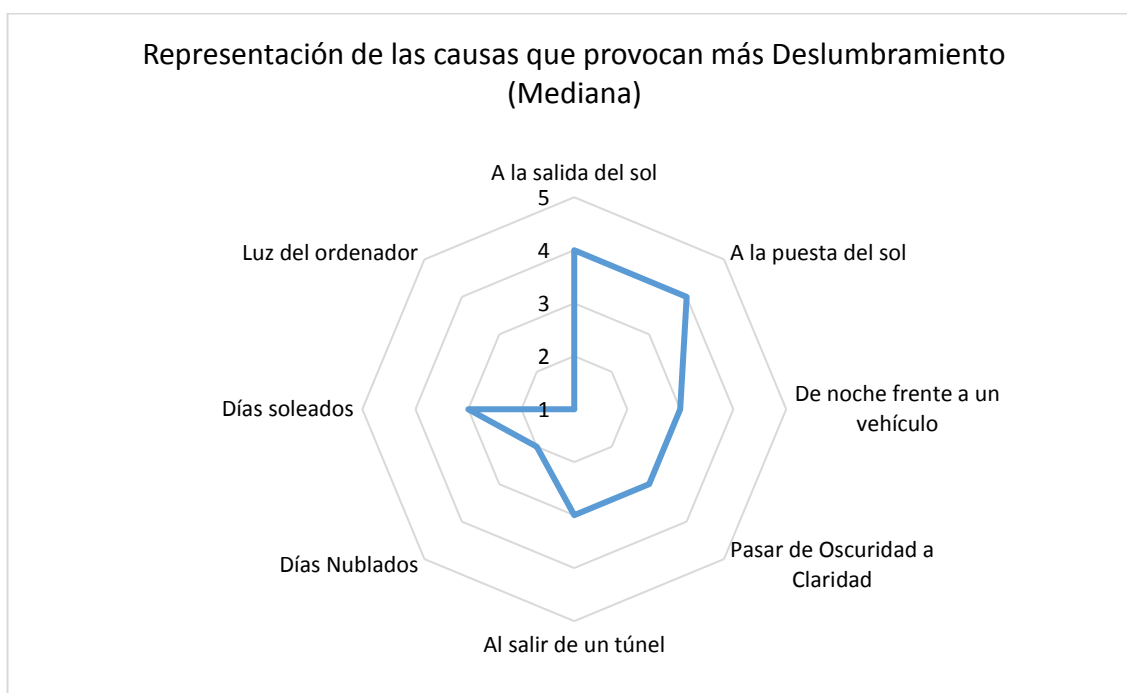 Representación de las causas que provocan más Deslumbramiento
(Mediana)
A la salida del sol
5
Luz del ordenador
A la puesta del sol
4
3
2
Días soleados
1
De noche frente a un
vehículo
Días Nublados
Pasar de Oscuridad a
Claridad
Al salir de un túnel